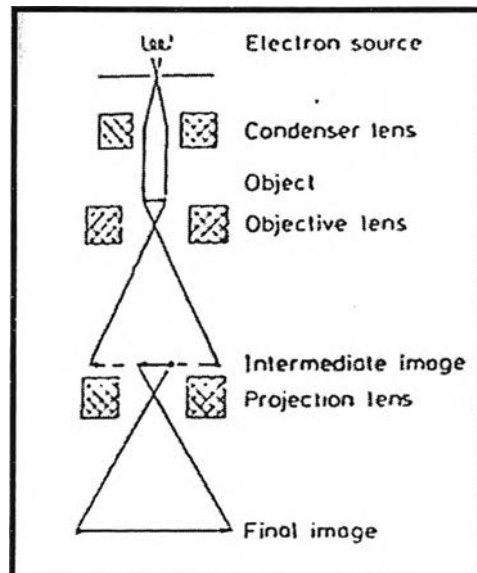 Electron source
Condenser lens
Object
Objective lens
Intermediate image
Projection lens
Final image